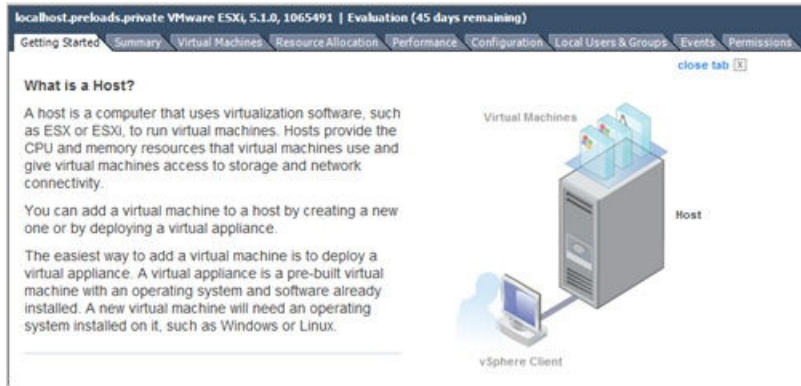 localhost.preloads.private VMware ESXi, 5.1.0, 1065491 | Evaluation (45 days remaining)
Getting Started Summary Virtual Machines Resource Allocation Performance Configuration Local Users & Groups Events Permissions
close tab X
What is a Host?
A host is a computer that uses virtualization software, such
as ESX or ESXi, to run virtual machines. Hosts provide the
CPU and memory resources that virtual machines use and
give virtual machines access to storage and network
connectivity.
You can add a virtual machine to a host by creating a new
one or by deploying a virtual appliance.
The easiest way to add a virtual machine is to deploy a
virtual appliance. A virtual appliance is a pre-built virtual
machine with an operating system and software already
installed. A new virtual machine will need an operating
system installed on it, such as Windows or Linux.
Virtual Machines
Host
vSphere Client